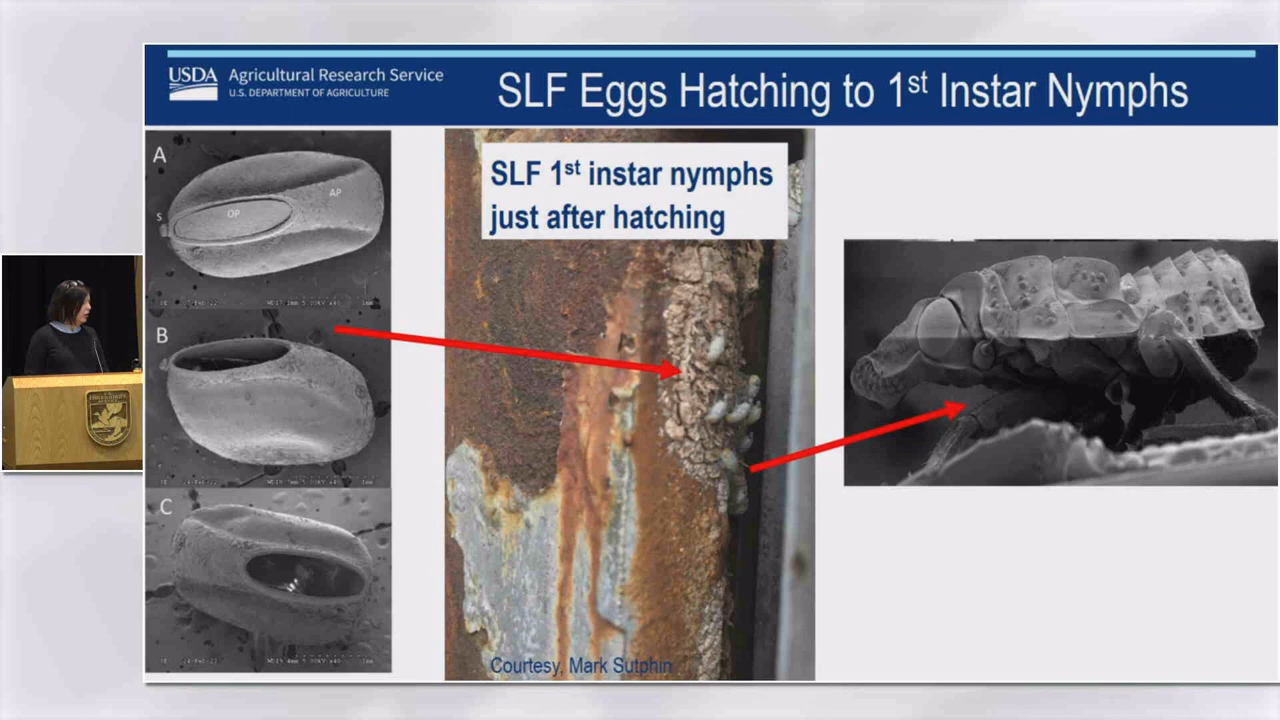 USDA
Agricultural Research Service
U.S. DEPARTMENT OF AGRICULTURE
SLF Eggs Hatching to 1st Instar Nymphs
A
AP
OP
S
B
C
SLF 1st instar nymphs
just after hatching
Courtesy, Mark Sutphin